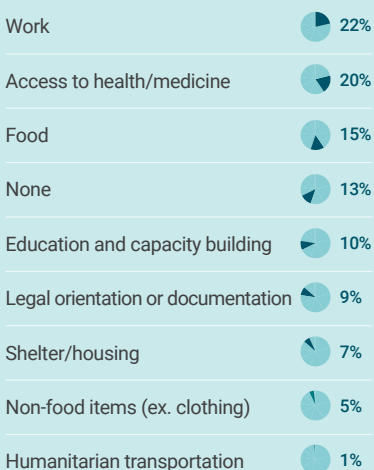 Work 22%
Access to health/medicine 20%
Food 15%
None 13%
Education and capacity building 10%
Legal orientation or documentation 9%
Shelter/housing 7%
Non-food items (ex. clothing) 5%
Humanitarian transportation 1%